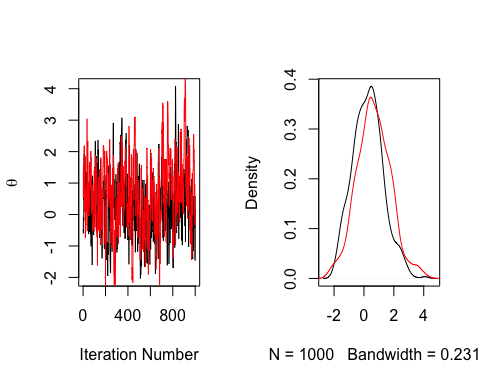 θ
4
3
2
1
0
-1
-2
0 400 800
Iteration Number
Density
0.4
0.3
0.2
0.1
0.0
-2 0 2 4
N = 1000 Bandwidth = 0.231